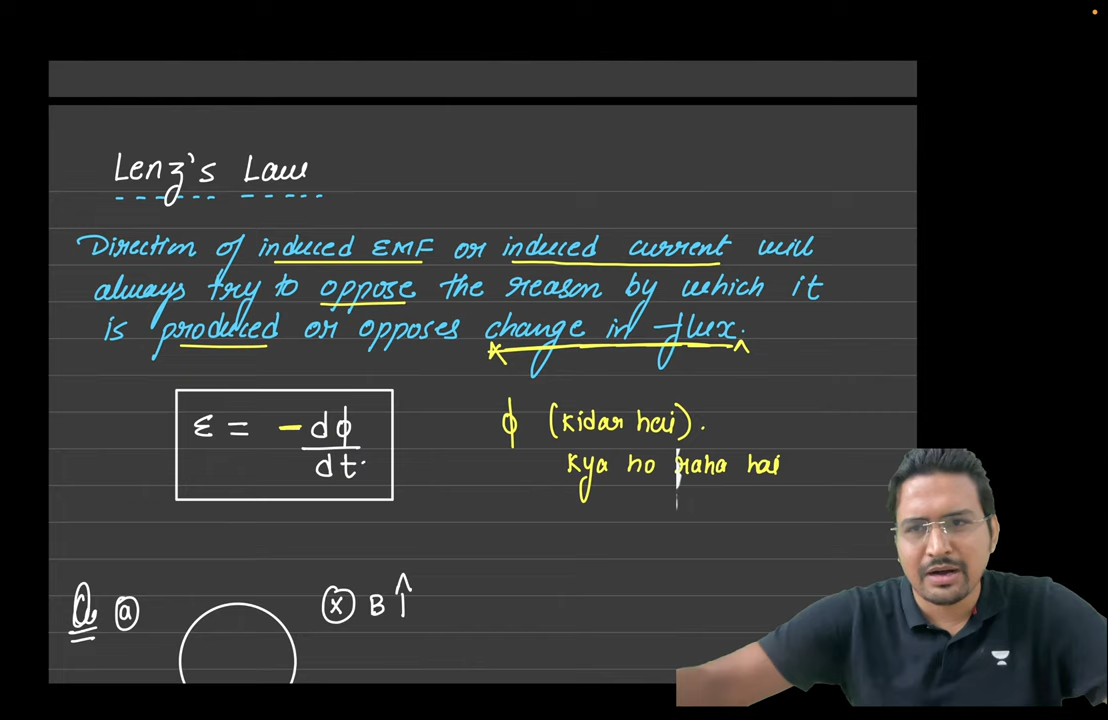 Lenz's Law
Direction of induced EMF or induced current will
always try to oppose the reason by which it
is produced or opposes change in flux.
ε = - dϕ
dt.
ϕ (kidar hai).
kya ho raha hai
Q ⓐ ⓧ B ↑